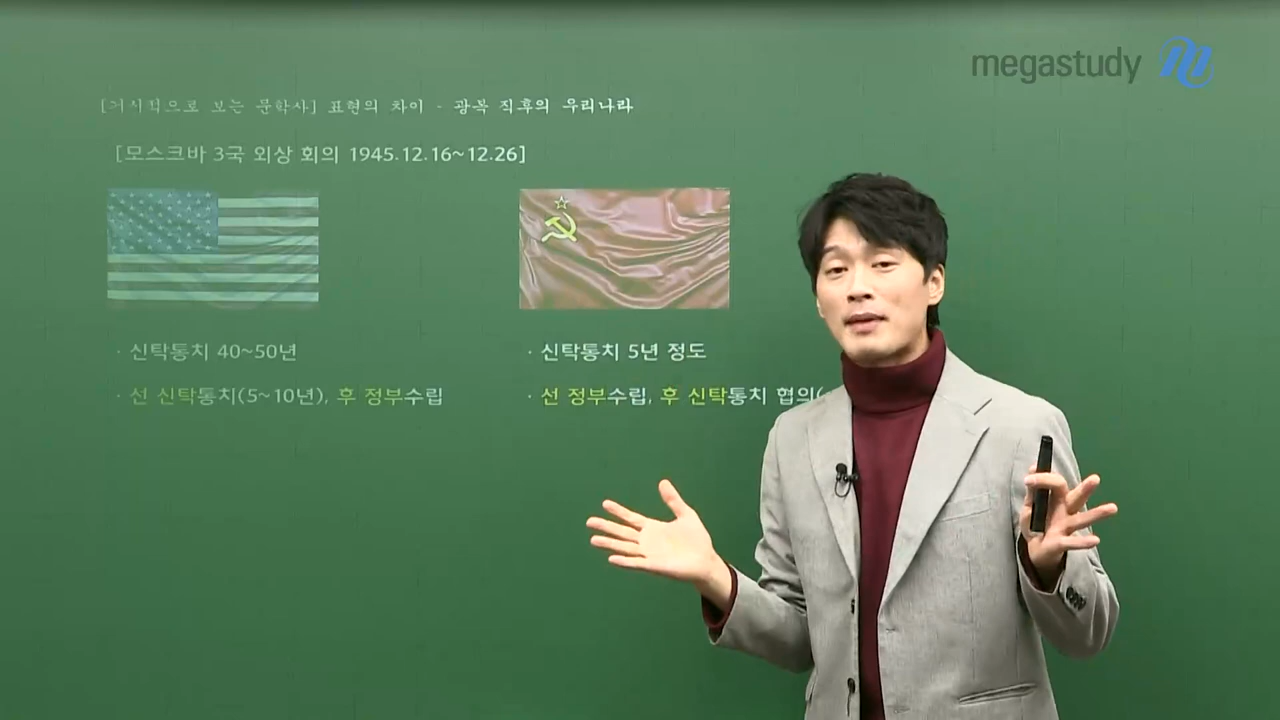 megastudy
[거시적으로 보는 문학사] 표현의 차이 - 광복 직후의 우리나라
[모스크바 3국 외상 회의 1945.12.16~12.26]
· 신탁통치 40~50년
· 신탁통치 5년 정도
· 선 신탁통치(5~10년), 후 정부수립
· 선 정부수립, 후 신탁통치 협의(